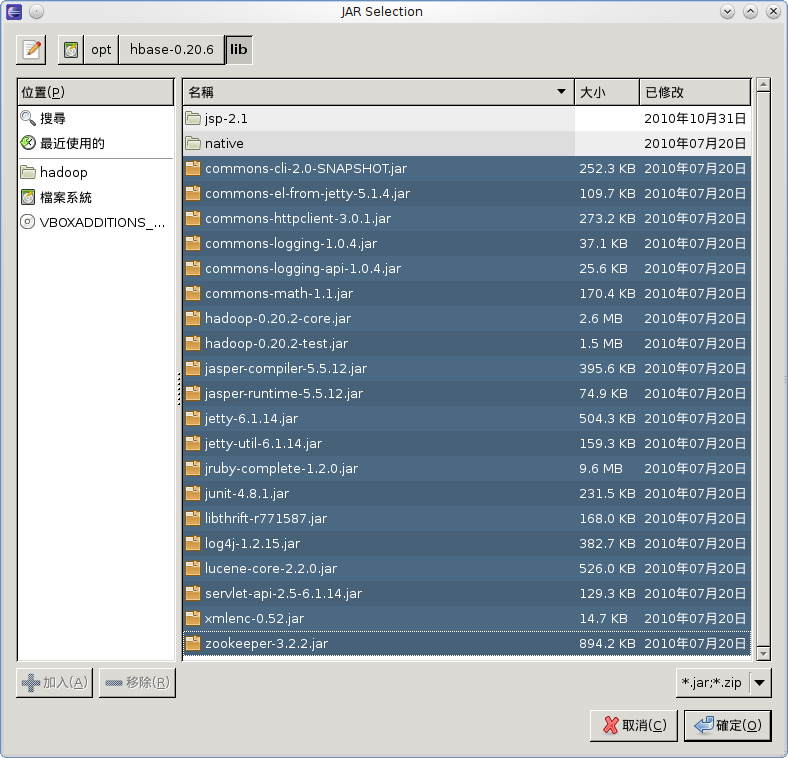 JAR Selection
opt hbase-0.20.6 lib
位置(P) 名稱 大小 已修改
搜尋
最近使用的
hadoop
檔案系統
VBOXADDITIONS_...
jsp-2.1 2010年10月31日
native 2010年07月20日
commons-cli-2.0-SNAPSHOT.jar 252.3 KB 2010年07月20日
commons-el-from-jetty-5.1.4.jar 109.7 KB 2010年07月20日
commons-httpclient-3.0.1.jar 273.2 KB 2010年07月20日
commons-logging-1.0.4.jar 37.1 KB 2010年07月20日
commons-logging-api-1.0.4.jar 25.6 KB 2010年07月20日
commons-math-1.1.jar 170.4 KB 2010年07月20日
hadoop-0.20.2-core.jar 2.6 MB 2010年07月20日
hadoop-0.20.2-test.jar 1.5 MB 2010年07月20日
jasper-compiler-5.5.12.jar 395.6 KB 2010年07月20日
jasper-runtime-5.5.12.jar 74.9 KB 2010年07月20日
jetty-6.1.14.jar 504.3 KB 2010年07月20日
jetty-util-6.1.14.jar 159.3 KB 2010年07月20日
jruby-complete-1.2.0.jar 9.6 MB 2010年07月20日
junit-4.8.1.jar 231.5 KB 2010年07月20日
libthrift-r771587.jar 168.0 KB 2010年07月20日
log4j-1.2.15.jar 382.7 KB 2010年07月20日
lucene-core-2.2.0.jar 526.0 KB 2010年07月20日
servlet-api-2.5-6.1.14.jar 129.3 KB 2010年07月20日
xmlenc-0.52.jar 14.7 KB 2010年07月20日
zookeeper-3.2.2.jar 894.2 KB 2010年07月20日
加入(A) 移除(R) *.jar;*.zip
取消(C) 確定(O)